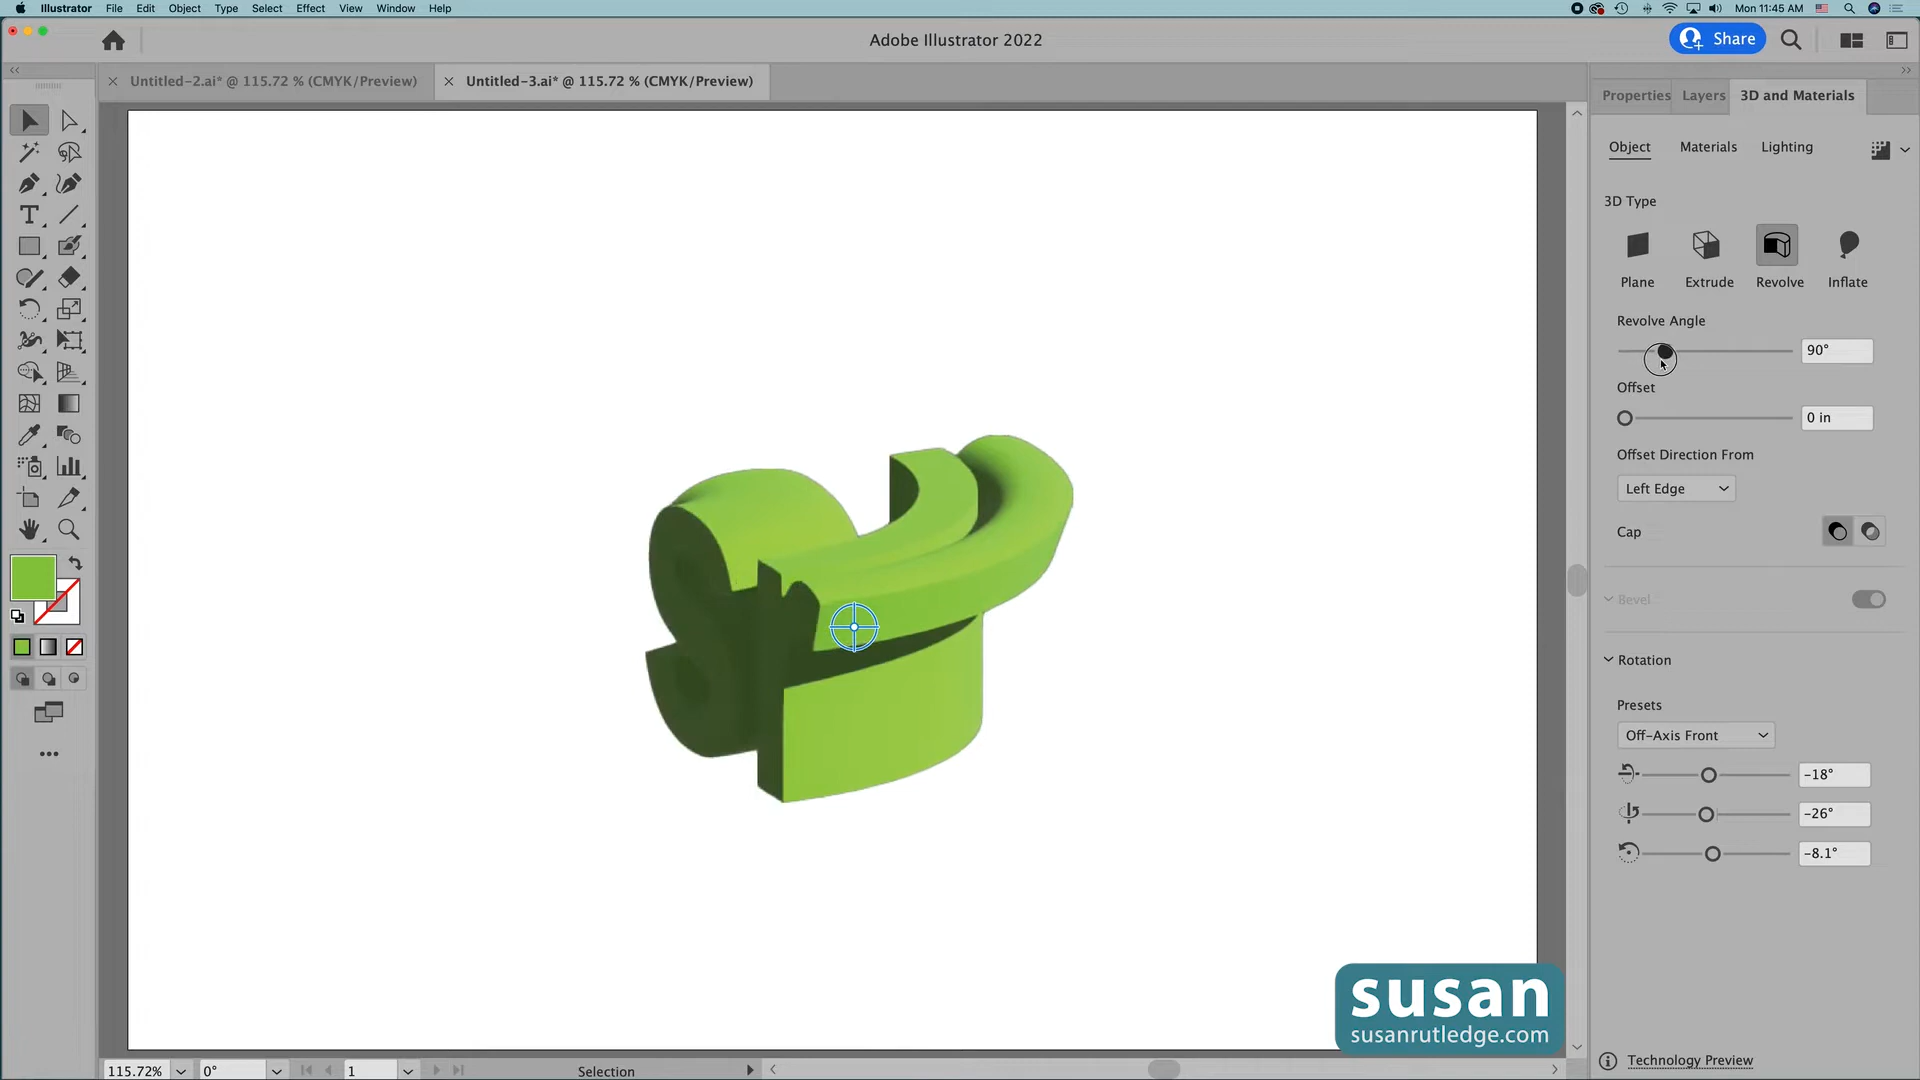 Illustrator File Edit Object Type Select Effect View Window Help
Mon 11:45 AM
Adobe Illustrator 2022
Share
Untitled-2.ai* @ 115.72 % (CMYK/Preview)
Untitled-3.ai* @ 115.72 % (CMYK/Preview)
Properties Layers 3D and Materials
Object Materials Lighting
3D Type
Plane Extrude Revolve Inflate
Revolve Angle
90°
Offset
0 in
Offset Direction From
Left Edge
Cap
Bevel
Rotation
Presets
Off-Axis Front
-18°
-26°
-8.1°
susan
susanrutledge.com
Technology Preview
115.72% 0° 1 Selection